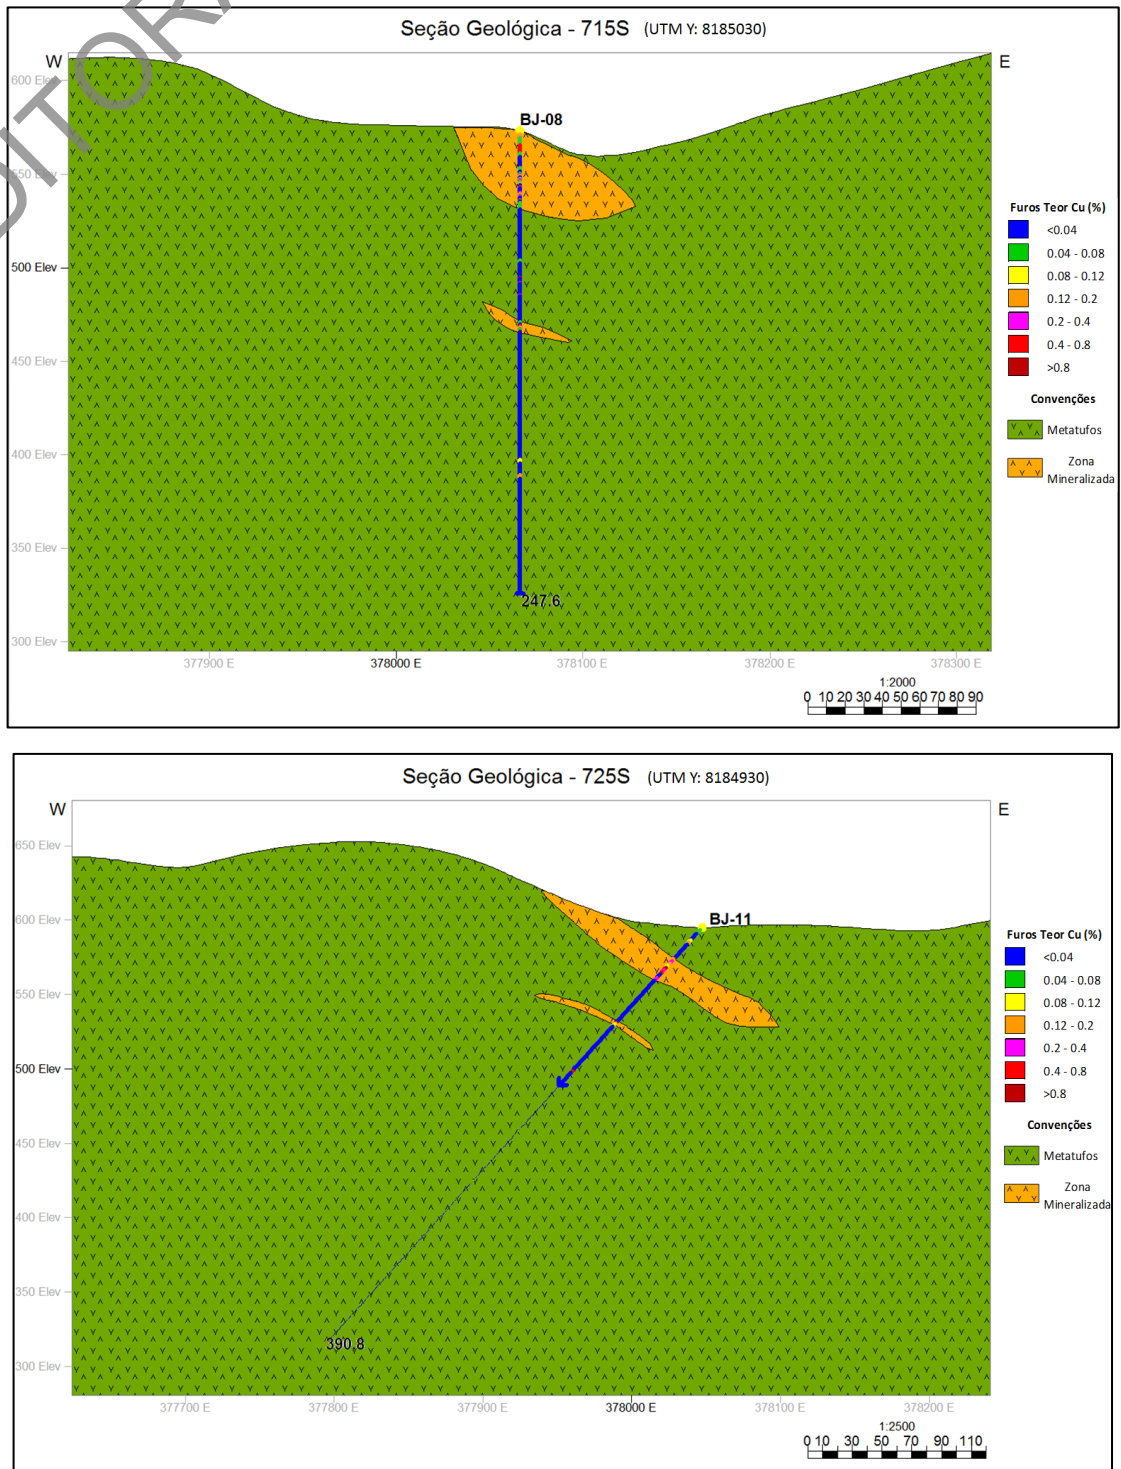 Seção Geológica - 715S (UTM Y: 8185030)
W
E
600 Elev
550 Elev
500 Elev
450 Elev
400 Elev
350 Elev
300 Elev
BJ-08
247.6
377900 E
378000 E
378100 E
378200 E
378300 E
Furos Teor Cu (%)
<0.04
0.04 - 0.08
0.08 - 0.12
0.12 - 0.2
0.2 - 0.4
0.4 - 0.8
>0.8
Convenções
Metatufos
Zona
Mineralizada
1:2000
0 10 20 30 40 50 60 70 80 90
Seção Geológica - 725S (UTM Y: 8184930)
W
E
650 Elev
600 Elev
550 Elev
500 Elev
450 Elev
400 Elev
350 Elev
300 Elev
BJ-11
390.8
377700 E
377800 E
377900 E
378000 E
378100 E
378200 E
Furos Teor Cu (%)
<0.04
0.04 - 0.08
0.08 - 0.12
0.12 - 0.2
0.2 - 0.4
0.4 - 0.8
>0.8
Convenções
Metatufos
Zona
Mineralizada
1:2500
0 10 30 50 70 90 110